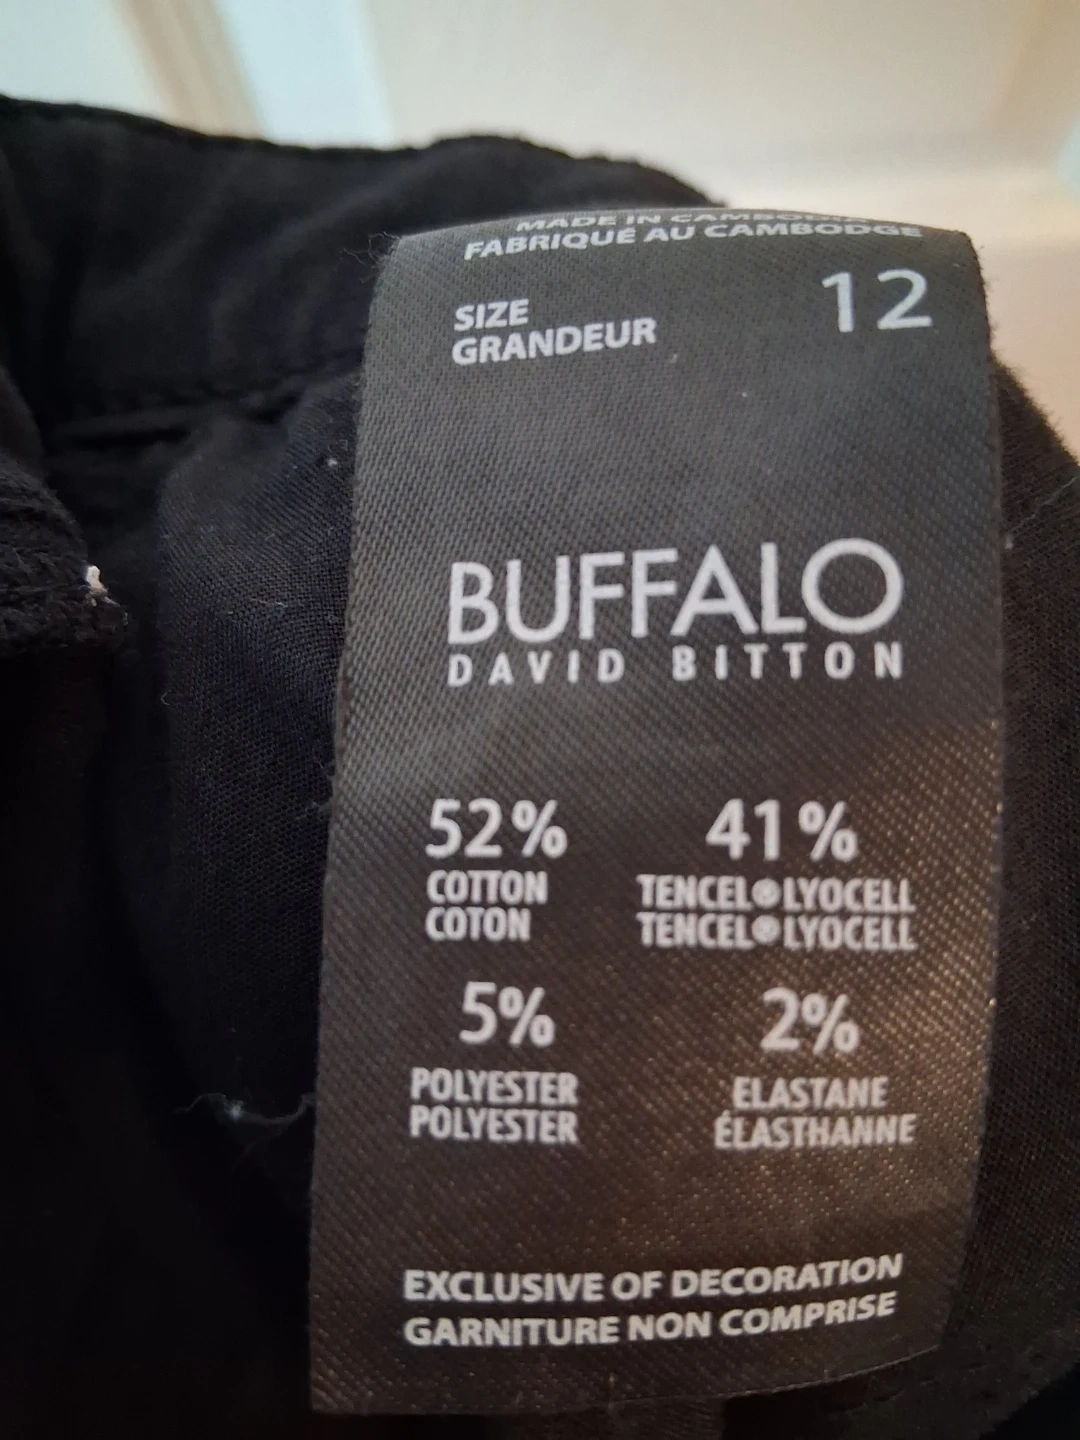 MADE IN CAMBODIA
FABRIQUÉ AU CAMBODGE
SIZE 12
GRANDEUR
BUFFALO
DAVID BITTON
52% 41%
COTTON TENCEL®LYOCELL
COTON TENCEL®LYOCELL
5% 2%
POLYESTER ELASTANE
POLYESTER ÉLASTHANNE
EXCLUSIVE OF DECORATION
GARNITURE NON COMPRISE